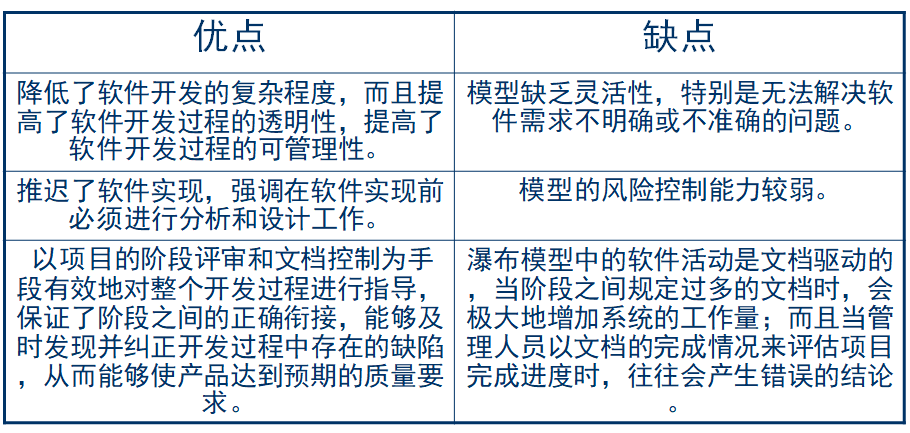 优点
缺点
降低了软件开发的复杂程度，而且提
高了软件开发过程的透明性，提高了
软件开发过程的可管理性。
模型缺乏灵活性，特别是无法解决软
件需求不明确或不准确的问题。
推迟了软件实现，强调在软件实现前
必须进行分析和设计工作。
模型的风险控制能力较弱。
以项目的阶段评审和文档控制为手
段有效地对整个开发过程进行指导，
保证了阶段之间的正确衔接，能够及
时发现并纠正开发过程中存在的缺陷
，从而能够使产品达到预期的质量要
求。
瀑布模型中的软件活动是文档驱动的
，当阶段之间规定过多的文档时，会
极大地增加系统的工作量；而且当管
理人员以文档的完成情况来评估项目
完成进度时，往往会产生错误的结论
。